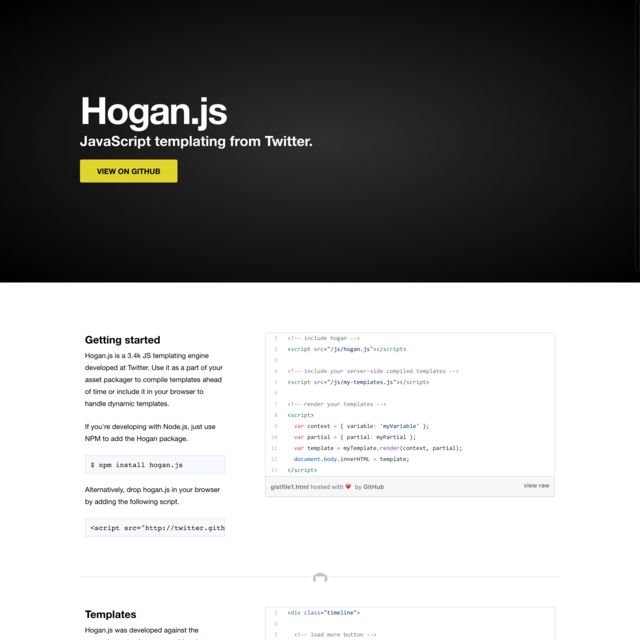 Hogan.js
JavaScript templating from Twitter.
VIEW ON GITHUB
Getting started
Hogan.js is a 3.4k JS templating engine
developed at Twitter. Use it as a part of your
asset packager to compile templates ahead
of time or include it in your browser to
handle dynamic templates.
If you're developing with Node.js, just use
NPM to add the Hogan package.
$ npm install hogan.js
Alternatively, drop hogan.js in your browser
by adding the following script.
<script src="http://twitter.gith
1 <!-- include hogan -->
2 <script src="/js/hogan.js"></script>
3
4 <!-- include your server-side compiled templates -->
5 <script src="/js/my-templates.js"></script>
6
7 <!-- render your templates -->
8 <script>
9 var context = { variable: 'myVariable' };
10 var partial = { partial: myPartial };
11 var template = myTemplate.render(context, partial);
12 document.body.innerHTML = template;
13 </script>
gistfile1.html hosted with ❤ by GitHub view raw
Templates
Hogan.js was developed against the
1 <div class="timeline">
2
3 <!-- load more button -->